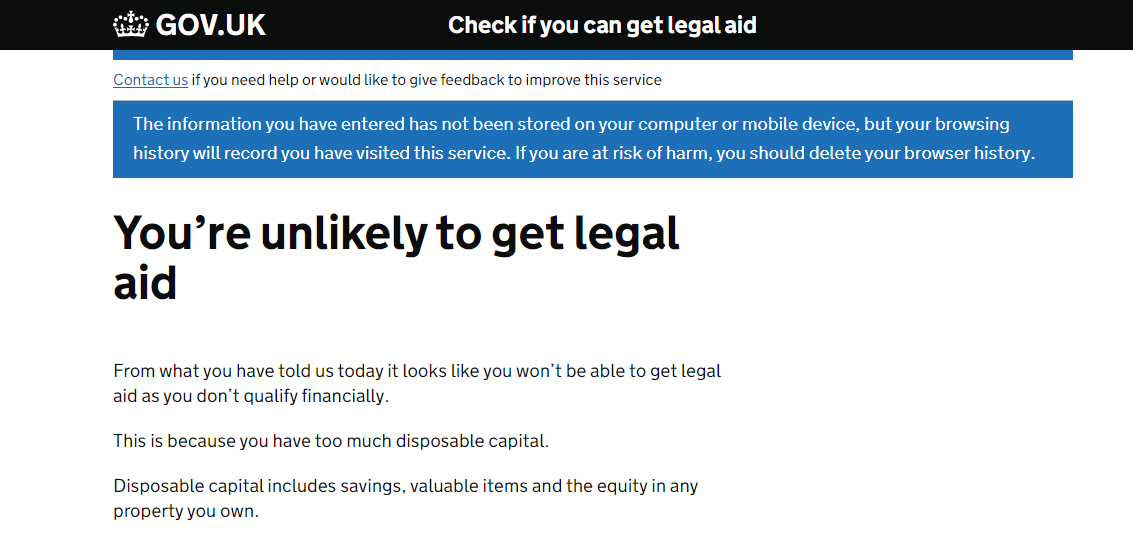 GOV.UK
Check if you can get legal aid
Contact us if you need help or would like to give feedback to improve this service
The information you have entered has not been stored on your computer or mobile device, but your browsing
history will record you have visited this service. If you are at risk of harm, you should delete your browser history.
You’re unlikely to get legal
aid
From what you have told us today it looks like you won’t be able to get legal
aid as you don’t qualify financially.
This is because you have too much disposable capital.
Disposable capital includes savings, valuable items and the equity in any
property you own.